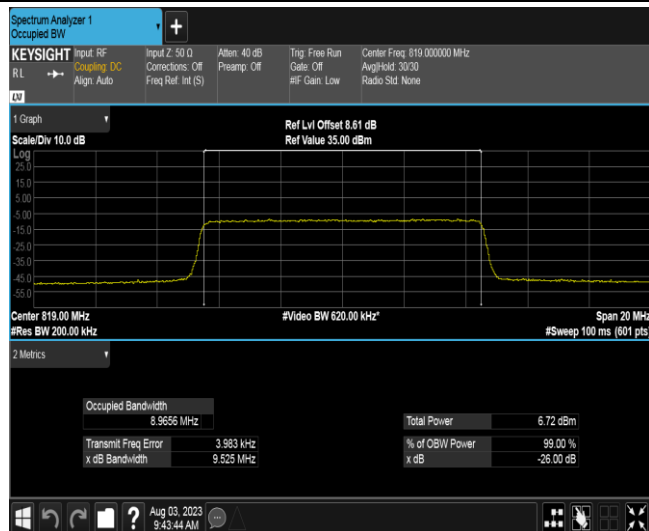 Spectrum Analyzer 1
Occupied BW
KEYSIGHT
RL
LXI
Input: RF
Coupling: DC
Align: Auto
Input Z: 50 Ω
Corrections: Off
Freq Ref: Int (S)
Atten: 40 dB
Preamp: Off
Trig: Free Run
Gate: Off
#IF Gain: Low
Center Freq: 819.000000 MHz
Avg|Hold: 30/30
Radio Std: None
1 Graph
Scale/Div 10.0 dB
Ref Lvl Offset 8.61 dB
Ref Value 35.00 dBm
Log
25.0
15.0
5.00
-5.00
-15.0
-25.0
-35.0
-45.0
-55.0
Center 819.00 MHz
#Video BW 620.00 kHz*
Span 20 MHz
#Res BW 200.00 kHz
#Sweep 100 ms (601 pts)
2 Metrics
Occupied Bandwidth
8.9656 MHz
Total Power 6.72 dBm
Transmit Freq Error 3.983 kHz
% of OBW Power 99.00 %
x dB Bandwidth 9.525 MHz
x dB -26.00 dB
?
Aug 03, 2023
9:43:44 AM